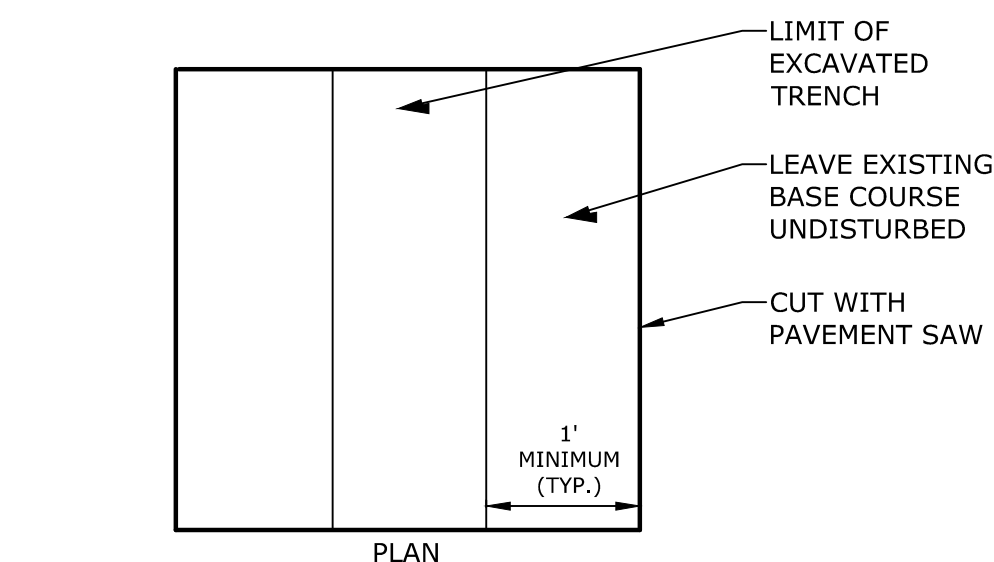 LIMIT OF
EXCAVATED
TRENCH
LEAVE EXISTING
BASE COURSE
UNDISTURBED
CUT WITH
PAVEMENT SAW
1'
MINIMUM
(TYP.)
PLAN